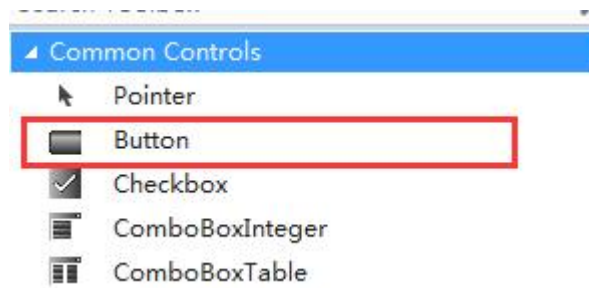 Common Controls
Pointer
Button
Checkbox
ComboBoxInteger
ComboBoxTable